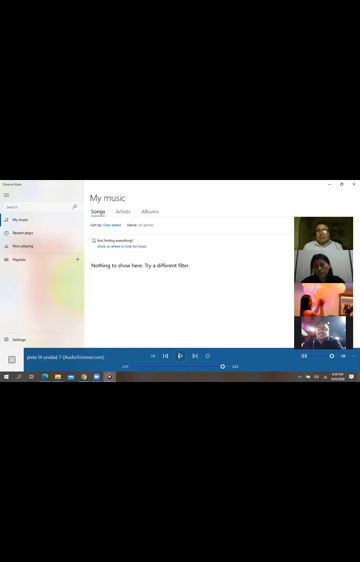 Groove Music
My music
Search
Songs Artists Albums
My music
Sort by: Date added Genre: All genres
Recent plays
Now playing
Not finding everything?
Show us where to look for music
Playlists
Nothing to show here. Try a different filter.
Settings
pista 14 unidad 7-[AudioTrimmer.com]